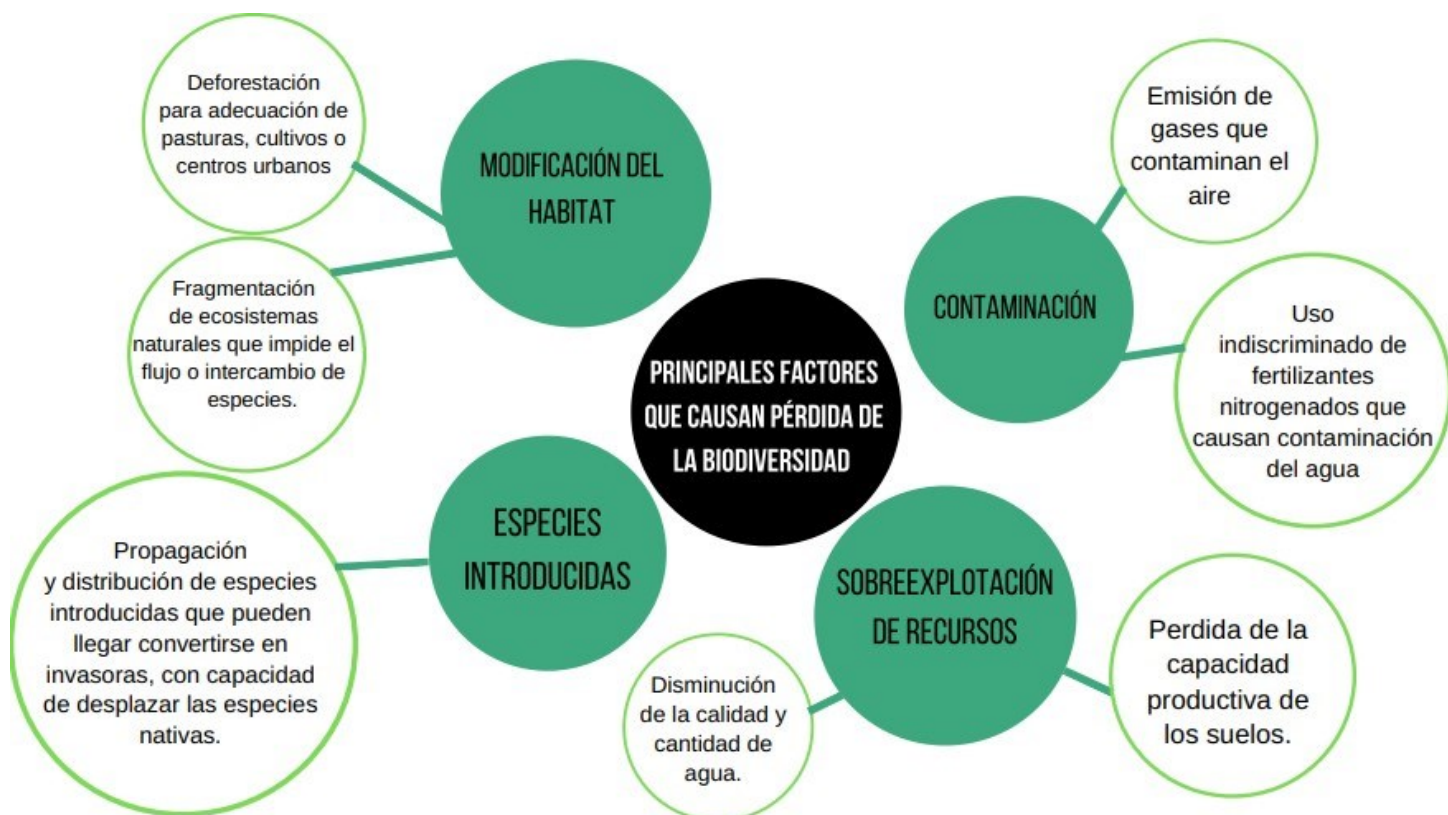 Deforestación
para adecuación de
pasturas, cultivos o
centros urbanos
MODIFICACIÓN DEL
HABITAT
Fragmentación
de ecosistemas
naturales que impide el
flujo o intercambio de
especies.
Emisión de
gases que
contaminan el
aire
CONTAMINACIÓN
Uso
indiscriminado de
fertilizantes
nitrogenados que
causan contaminación
del agua
PRINCIPALES FACTORES
QUE CAUSAN PÉRDIDA DE
LA BIODIVERSIDAD
ESPECIES
INTRODUCIDAS
Propagación
y distribución de especies
introducidas que pueden
llegar convertirse en
invasoras, con capacidad
de desplazar las especies
nativas.
SOBREEXPLOTACIÓN
DE RECURSOS
Disminución
de la calidad y
cantidad de
agua.
Perdida de la
capacidad
productiva de
los suelos.